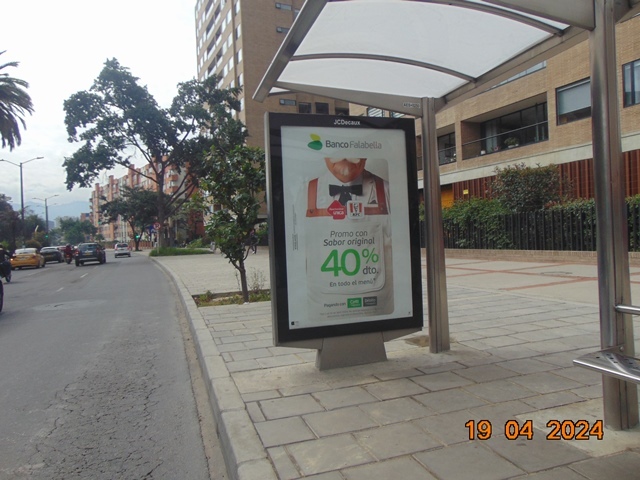 JCDecaux
Banco Falabella
Promo con
Sabor original
40% dto.
En todo el menú
19 04 2024